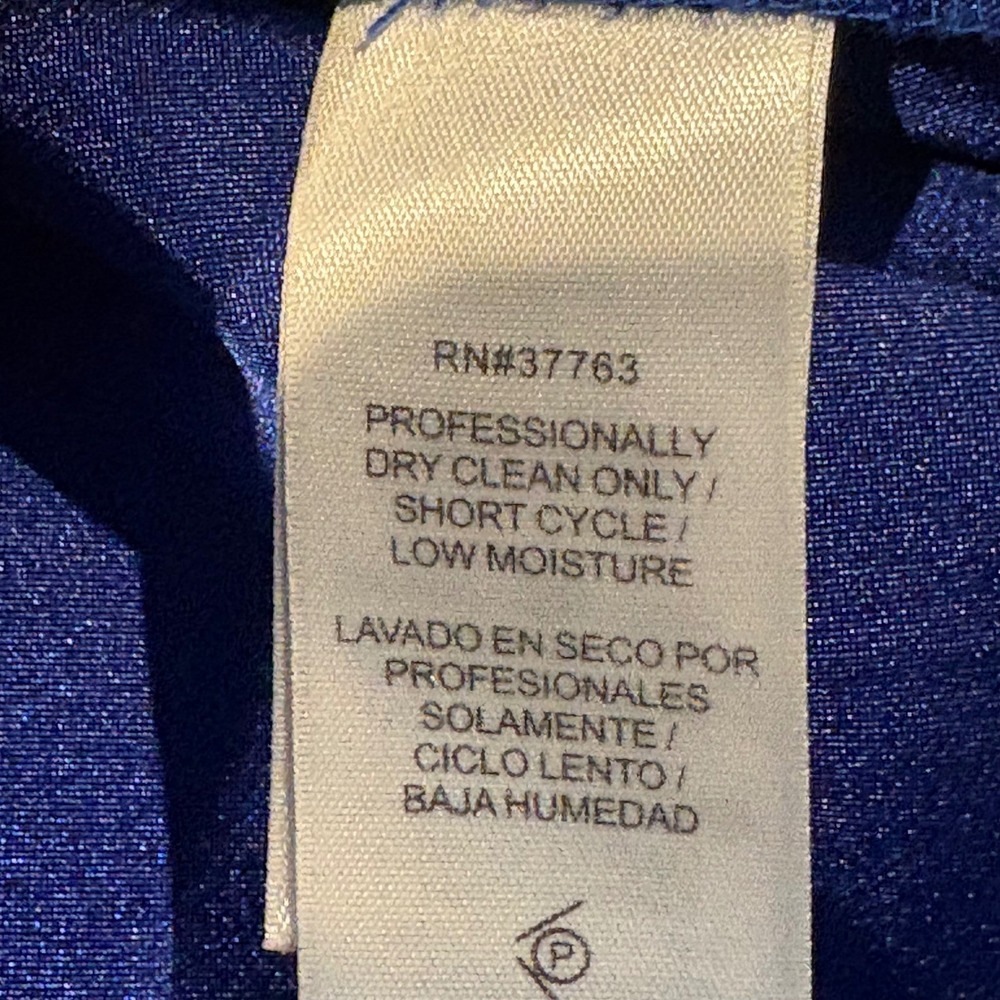 RN#37763
PROFESSIONALLY
DRY CLEAN ONLY /
SHORT CYCLE /
LOW MOISTURE
LAVADO EN SECO POR
PROFESIONALES
SOLAMENTE /
CICLO LENTO /
BAJA HUMEDAD
P